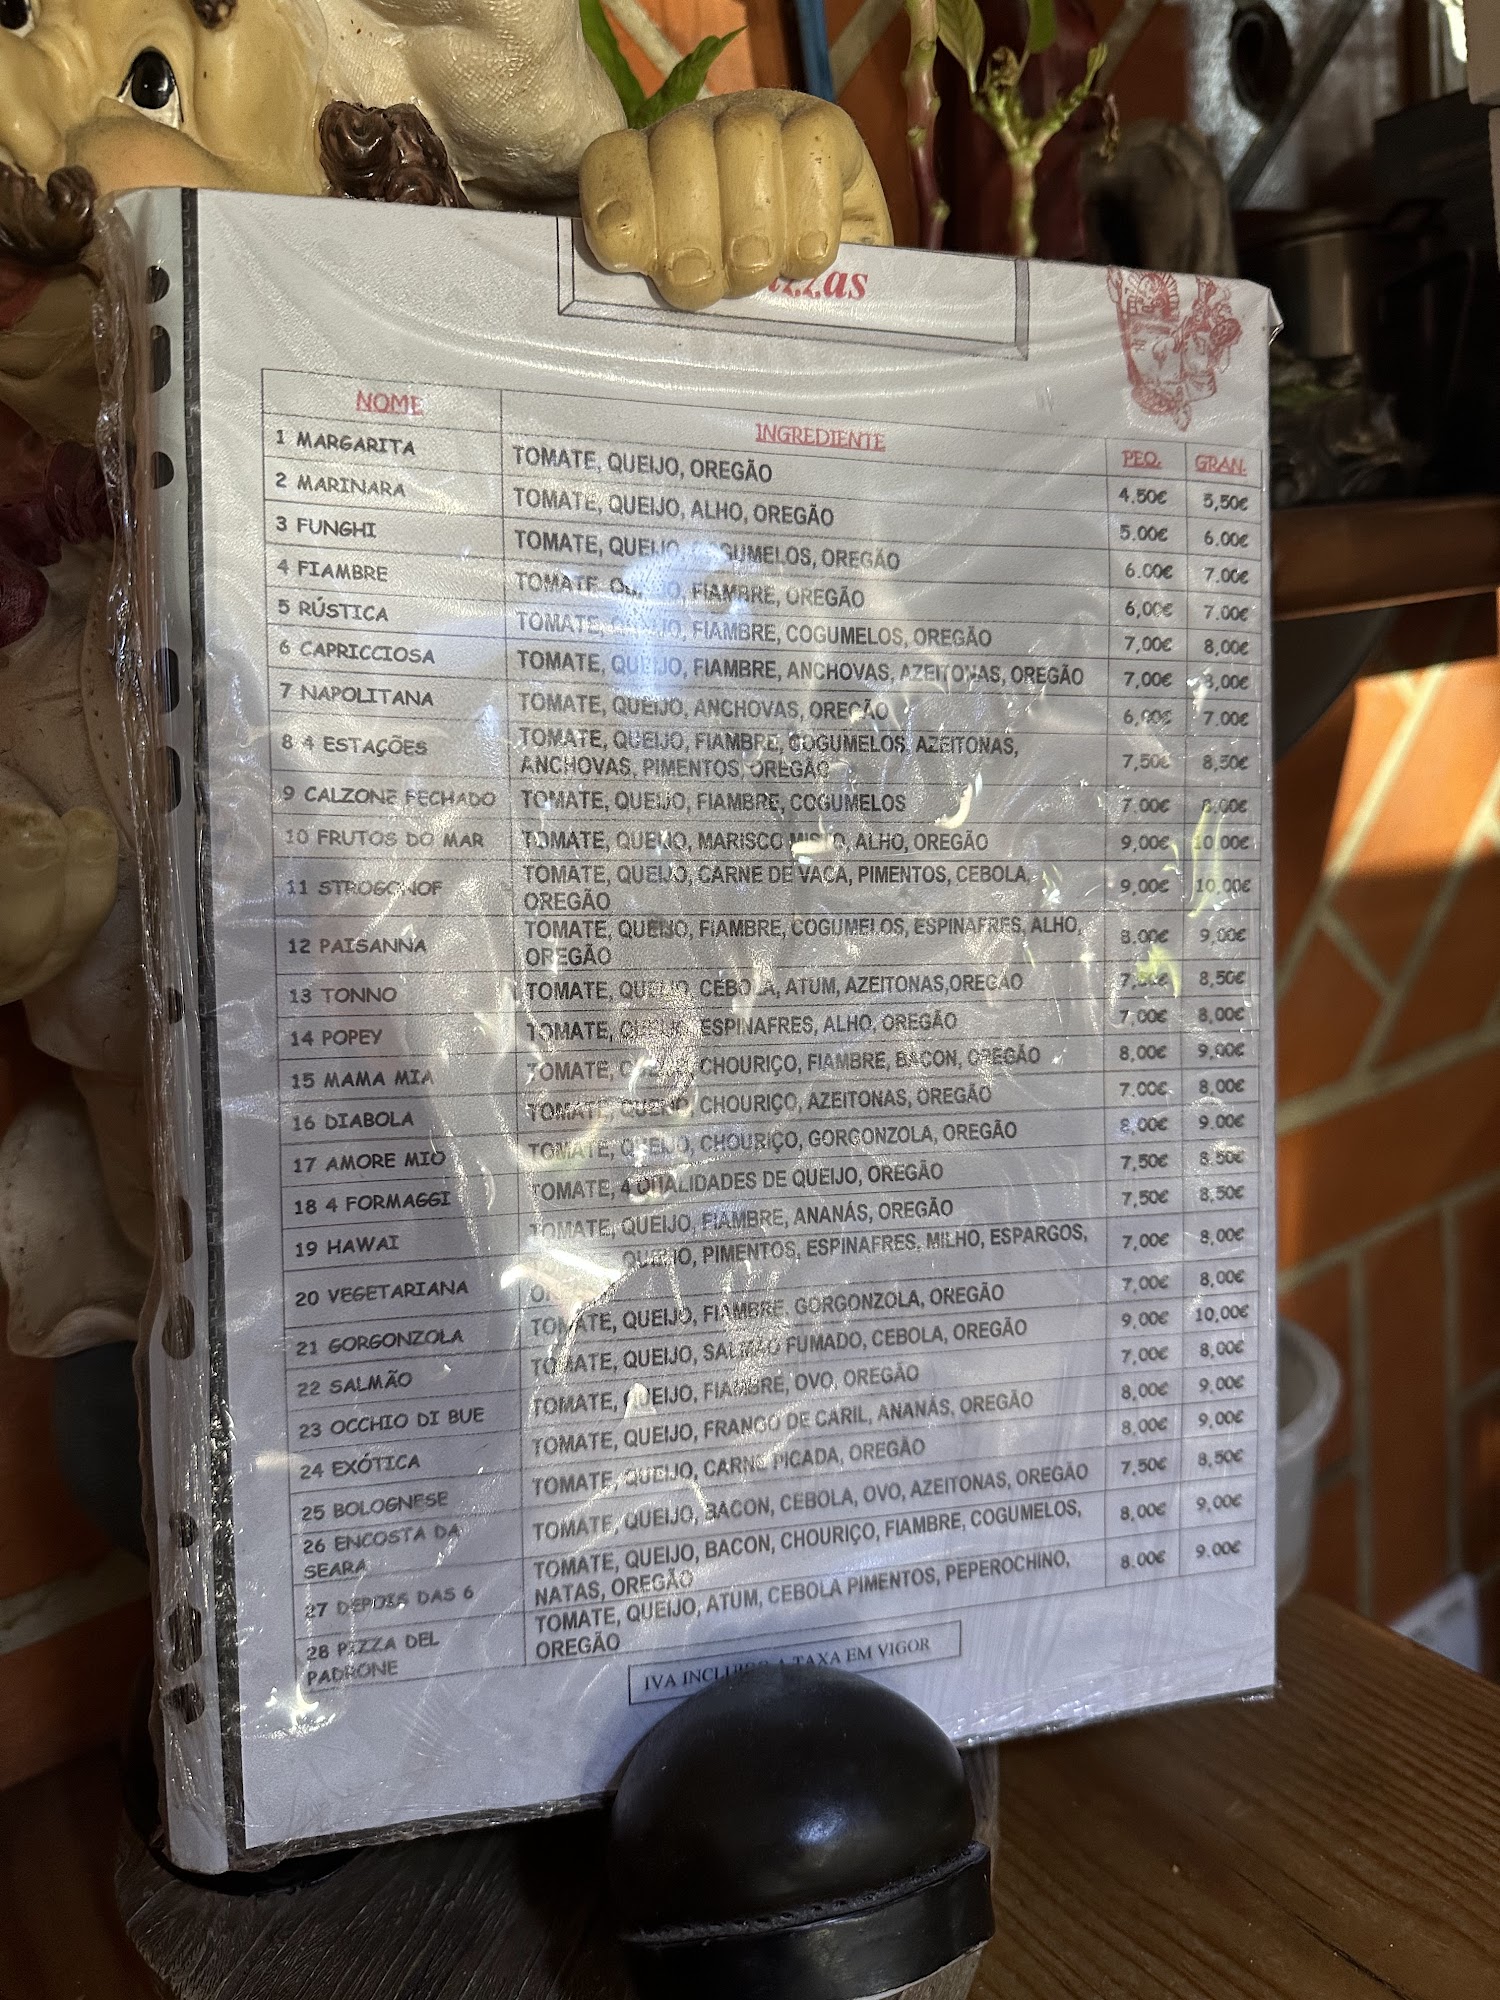 zzas
NOME INGREDIENTE PEQ. GRAN.
1 MARGARITA TOMATE, QUEIJO, OREGÃO 4.50€ 5,50€
2 MARINARA TOMATE, QUEIJO, ALHO, OREGÃO 5.00€ 6.00€
3 FUNGHI TOMATE, QUEIJO, COGUMELOS, OREGÃO 6.00€ 7.00€
4 FIAMBRE TOMATE, QUEIJO, FIAMBRE, OREGÃO 6,00€ 7.00€
5 RÚSTICA TOMATE, QUEIJO, FIAMBRE, COGUMELOS, OREGÃO 7,00€ 8,00€
6 CAPRICCIOSA TOMATE, QUEIJO, FIAMBRE, ANCHOVAS, AZEITONAS, OREGÃO 7,00€ 8,00€
7 NAPOLITANA TOMATE, QUEIJO, ANCHOVAS, OREGÃO 6,00€ 7.00€
8 4 ESTAÇÕES TOMATE, QUEIJO, FIAMBRE, COGUMELOS, AZEITONAS, 7,50€ 8,50€
ANCHOVAS, PIMENTOS, OREGÃO
9 CALZONE FECHADO TOMATE, QUEIJO, FIAMBRE, COGUMELOS 7.00€ 8.00€
10 FRUTOS DO MAR TOMATE, QUEIJO, MARISCO MISTO, ALHO, OREGÃO 9,00€ 10.00€
11 STROGONOF TOMATE, QUEIJO, CARNE DE VACA, PIMENTOS, CEBOLA, 9,00€ 10,00€
OREGÃO
12 PAISANNA TOMATE, QUEIJO, FIAMBRE, COGUMELOS, ESPINAFRES, ALHO, 8.00€ 9,00€
OREGÃO
13 TONNO TOMATE, QUEIJO, CEBOLA, ATUM, AZEITONAS,OREGÃO 7,50€ 8,50€
14 POPEY TOMATE, QUEIJO, ESPINAFRES, ALHO, OREGÃO 7,00€ 8,00€
15 MAMA MIA TOMATE, QUEIJO, CHOURIÇO, FIAMBRE, BACON, OREGÃO 8,00€ 9,00€
16 DIABOLA TOMATE, QUEIJO, CHOURIÇO, AZEITONAS, OREGÃO 7.00€ 8.00€
17 AMORE MIO TOMATE, QUEIJO, CHOURIÇO, GORGONZOLA, OREGÃO 8,00€ 9.00€
18 4 FORMAGGI TOMATE, 4 QUALIDADES DE QUEIJO, OREGÃO 7,50€ 8.50€
19 HAWAI TOMATE, QUEIJO, FIAMBRE, ANANÁS, OREGÃO 7,50€ 8,50€
20 VEGETARIANA QUEIJO, PIMENTOS, ESPINAFRES, MILHO, ESPARGOS, 7,00€ 8,00€
21 GORGONZOLA TOMATE, QUEIJO, FIAMBRE, GORGONZOLA, OREGÃO 7,00€ 8,00€
22 SALMÃO TOMATE, QUEIJO, SALMÃO FUMADO, CEBOLA, OREGÃO 9,00€ 10,00€
23 OCCHIO DI BUE TOMATE, QUEIJO, FIAMBRE, OVO, OREGÃO 7,00€ 8,00€
24 EXÓTICA TOMATE, QUEIJO, FRANGO DE CARIL, ANANÁS, OREGÃO 8,00€ 9,00€
25 BOLOGNESE TOMATE, QUEIJO, CARNE PICADA, OREGÃO 8,00€ 9,00€
26 ENCOSTA DA TOMATE, QUEIJO, BACON, CEBOLA, OVO, AZEITONAS, OREGÃO 7.50€ 8,50€
SEARA
27 DEPOIS DAS 6 TOMATE, QUEIJO, BACON, CHOURIÇO, FIAMBRE, COGUMELOS, 8,00€ 9,00€
NATAS, OREGÃO
28 PIZZA DEL TOMATE, QUEIJO, ATUM, CEBOLA PIMENTOS, PEPEROCHINO, 8.00€ 9.00€
PADRONE OREGÃO
IVA INCLUIDO A TAXA EM VIGOR